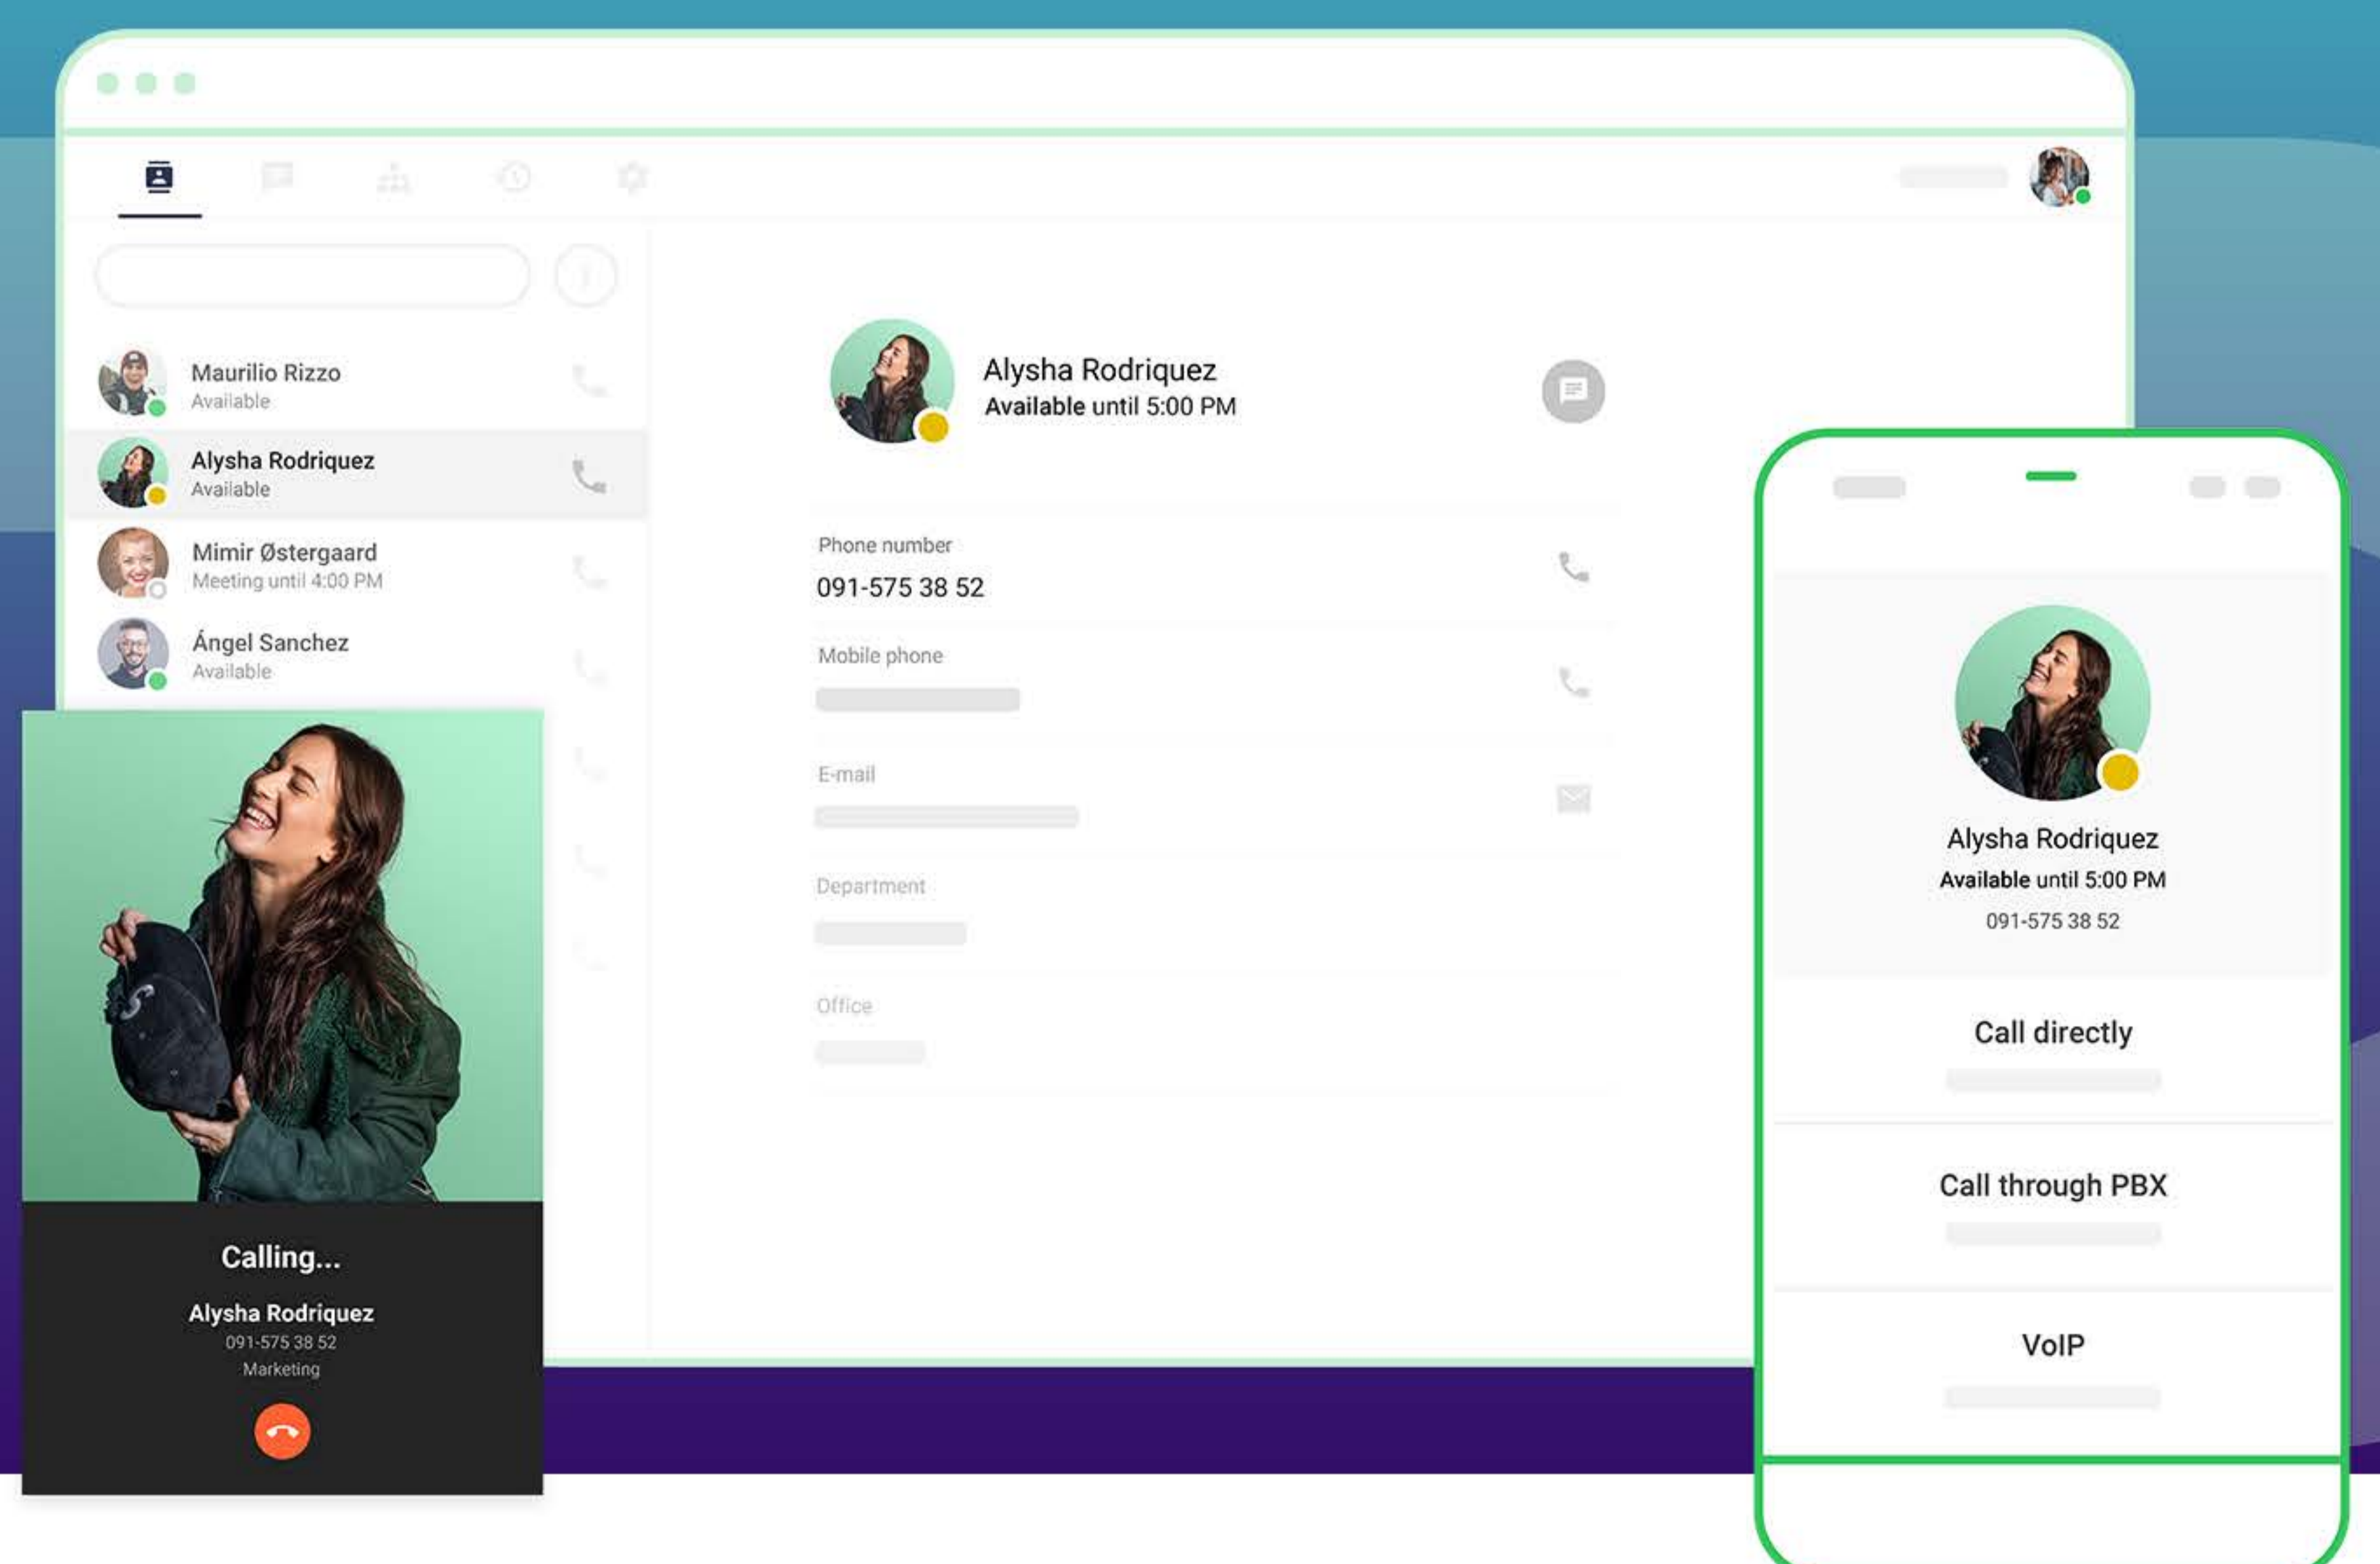 Maurilio Rizzo
Available
Alysha Rodriquez
Available
Mimir Østergaard
Meeting until 4:00 PM
Ángel Sanchez
Available
Alysha Rodriquez
Available until 5:00 PM
Phone number
091-575 38 52
Mobile phone
E-mail
Department
Office
Calling...
Alysha Rodriquez
091-575 38 52
Marketing
Alysha Rodriquez
Available until 5:00 PM
091-575 38 52
Call directly
Call through PBX
VoIP